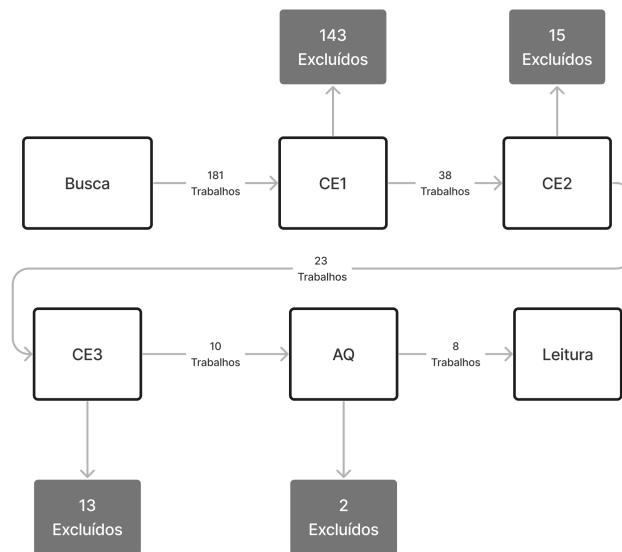 143
Excluídos
15
Excluídos
Busca
181
Trabalhos
CE1
38
Trabalhos
CE2
23
Trabalhos
CE3
10
Trabalhos
AQ
8
Trabalhos
Leitura
13
Excluídos
2
Excluídos